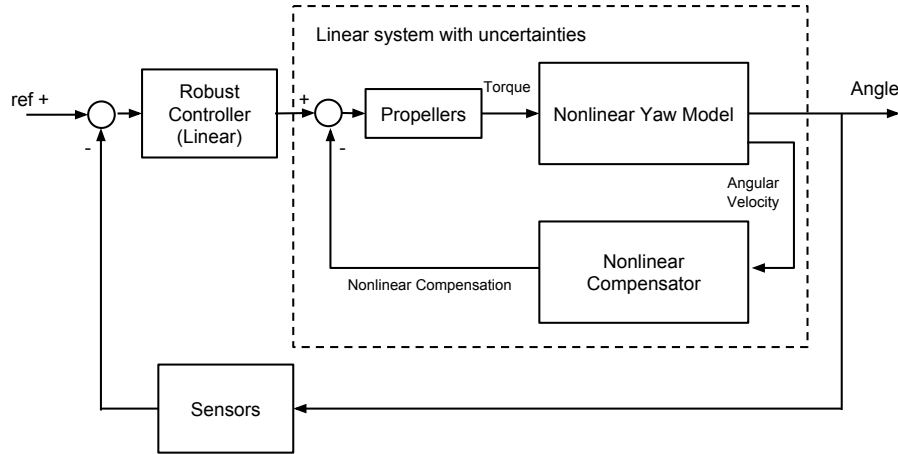 Linear system with uncertainties
ref +
-
Robust
Controller
(Linear)
+
-
Propellers
Torque
Nonlinear Yaw Model
Angle
Angular
Velocity
Nonlinear
Compensator
Nonlinear Compensation
Sensors